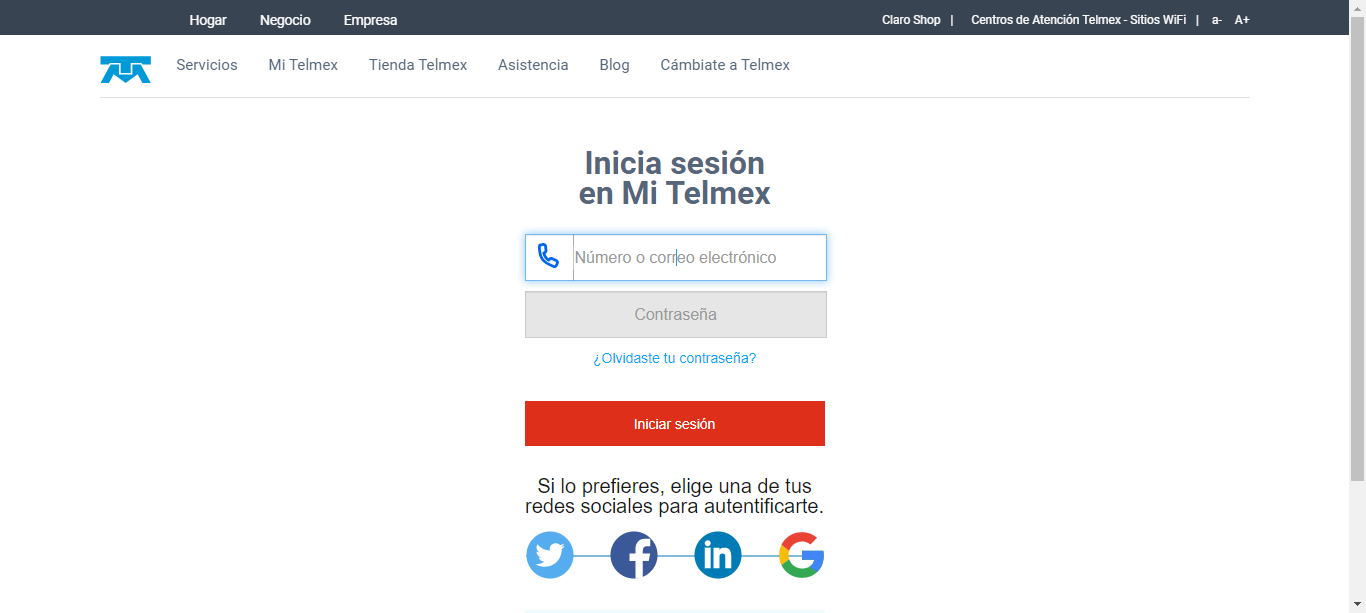 Hogar Negocio Empresa Claro Shop | Centros de Atención Telmex - Sitios WiFi | a- A+
Servicios Mi Telmex Tienda Telmex Asistencia Blog Cámbiate a Telmex
Inicia sesión
en Mi Telmex
Número o correo electrónico
Contraseña
¿Olvidaste tu contraseña?
Iniciar sesión
Si lo prefieres, elige una de tus
redes sociales para autentificarte.